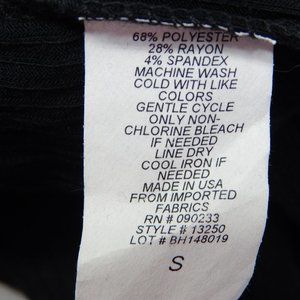 68% POLYESTER
28% RAYON
4% SPANDEX
MACHINE WASH
COLD WITH LIKE
COLORS
GENTLE CYCLE
ONLY NON-
CHLORINE BLEACH
IF NEEDED
LINE DRY
COOL IRON IF
NEEDED
MADE IN USA
FROM IMPORTED
FABRICS
RN # 090233
STYLE # 13250
LOT # BH148019
S